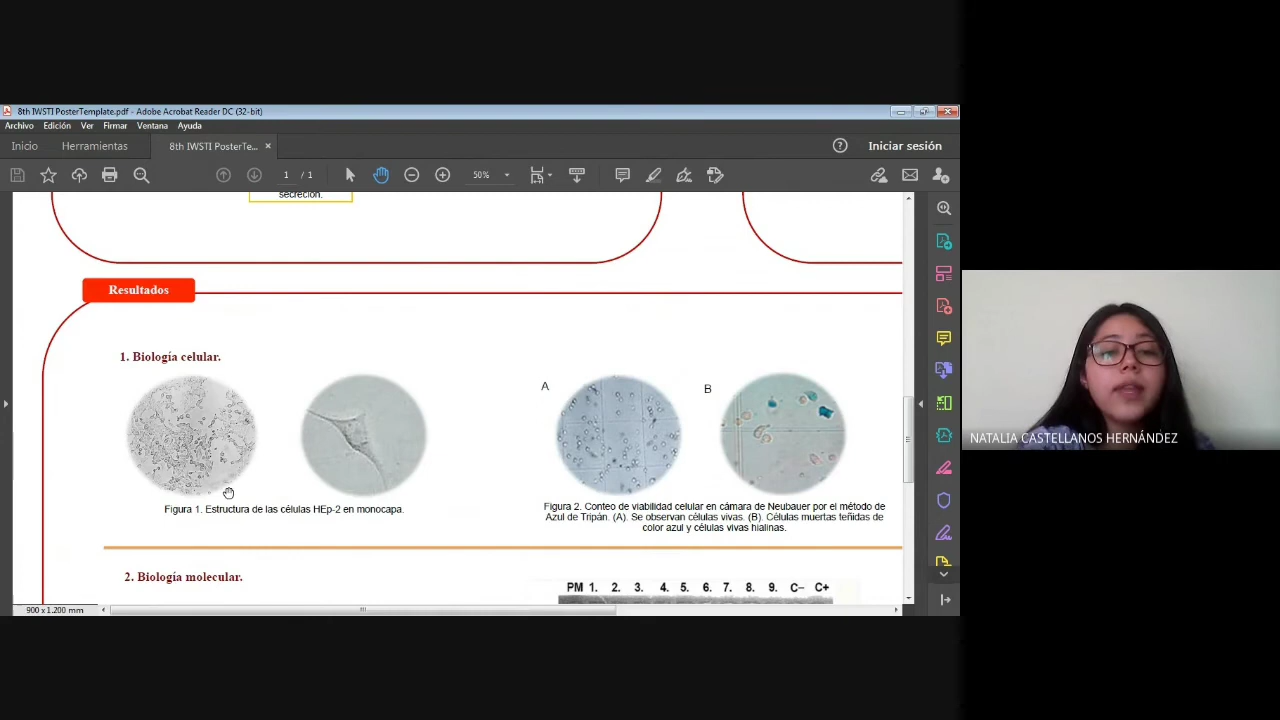 8th IWSTI PosterTemplate.pdf - Adobe Acrobat Reader DC (32-bit)
Archivo Edición Ver Firmar Ventana Ayuda
Inicio Herramientas 8th IWSTI PosterTe... × Iniciar sesión
1 / 1 50%
secreción.
Resultados
1. Biología celular.
A
B
Figura 1. Estructura de las células HEp-2 en monocapa.
Figura 2. Conteo de viabilidad celular en cámara de Neubauer por el método de
Azul de Tripán. (A). Se observan células vivas. (B). Células muertas teñidas de
color azul y células vivas hialinas.
2. Biología molecular.
PM 1. 2. 3. 4. 5. 6. 7. 8. 9. C– C+
900 x 1.200 mm
NATALIA CASTELLANOS HERNÁNDEZ